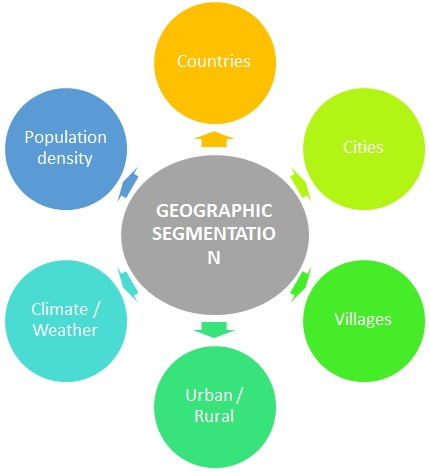 Countries
Population
density
Cities
GEOGRAPHIC
SEGMENTATIO
N
Climate /
Weather
Villages
Urban /
Rural